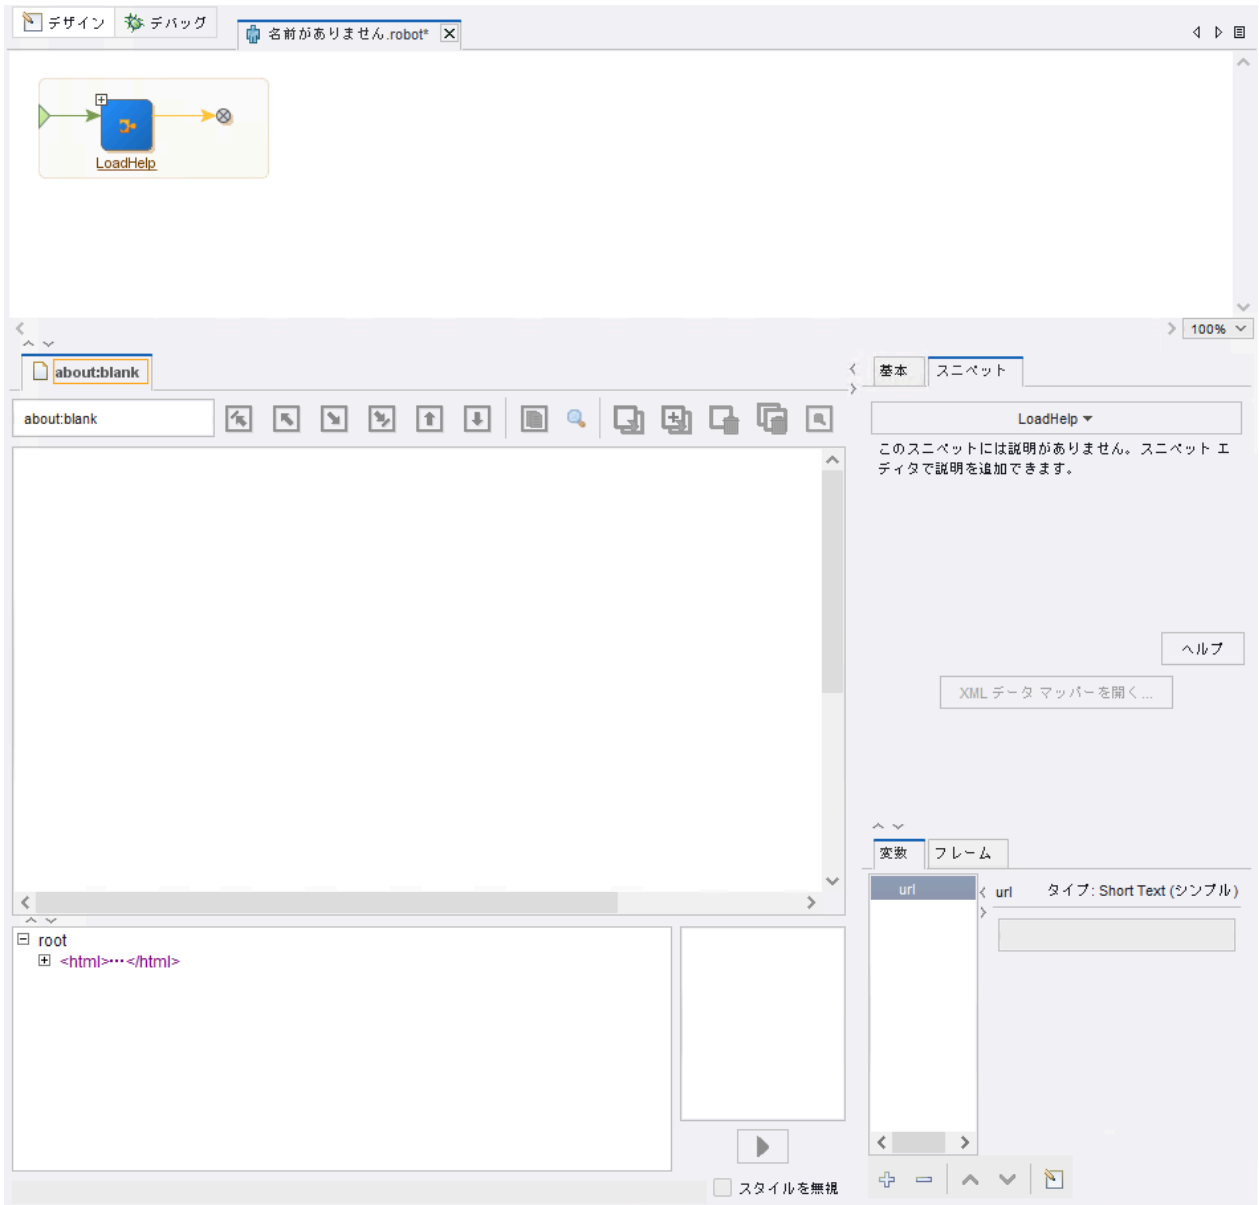 デザイン デバッグ 名前がありません.robot*
LoadHelp
100%
about:blank
基本 スニペット
about:blank
LoadHelp
このスニペットには説明がありません。スニペット エ
ディタで説明を追加できます。
ヘルプ
XML データ マッパーを開く...
変数 フレーム
url
url タイプ: Short Text (シンプル)
root
<html>···</html>
スタイルを無視